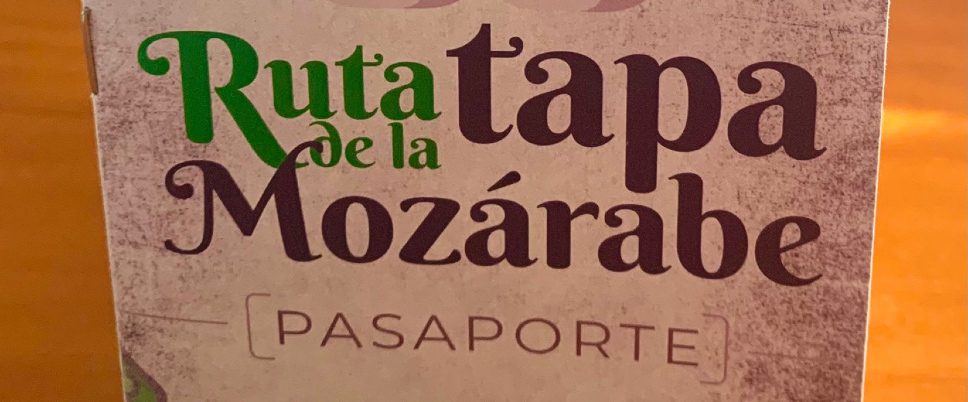 Ruta de la tapa
Mozárabe
[PASAPORTE]